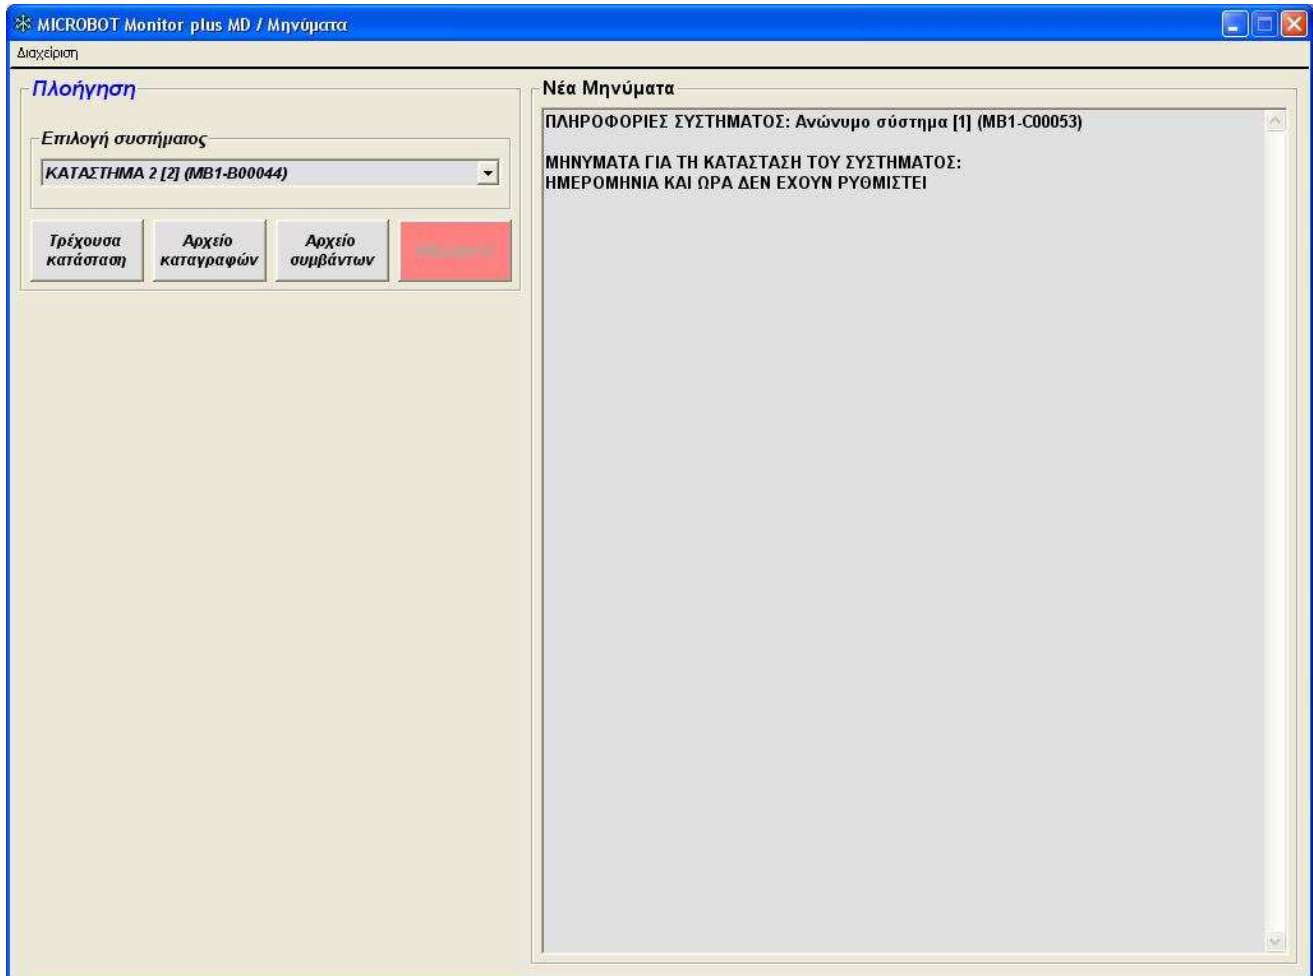 MICROBOT Monitor plus MD / Μηνύματα
Διαχείριση
Πλοήγηση
Επιλογή συστήματος
ΚΑΤΑΣΤΗΜΑ 2 [2] (MB1-B00044)
Τρέχουσα
κατάσταση
Αρχείο
καταγραφών
Αρχείο
συμβάντων
Νέα Μηνύματα
ΠΛΗΡΟΦΟΡΙΕΣ ΣΥΣΤΗΜΑΤΟΣ: Ανώνυμο σύστημα [1] (MB1-C00053)
ΜΗΝΥΜΑΤΑ ΓΙΑ ΤΗ ΚΑΤΑΣΤΑΣΗ ΤΟΥ ΣΥΣΤΗΜΑΤΟΣ:
ΗΜΕΡΟΜΗΝΙΑ ΚΑΙ ΩΡΑ ΔΕΝ ΕΧΟΥΝ ΡΥΘΜΙΣΤΕΙ